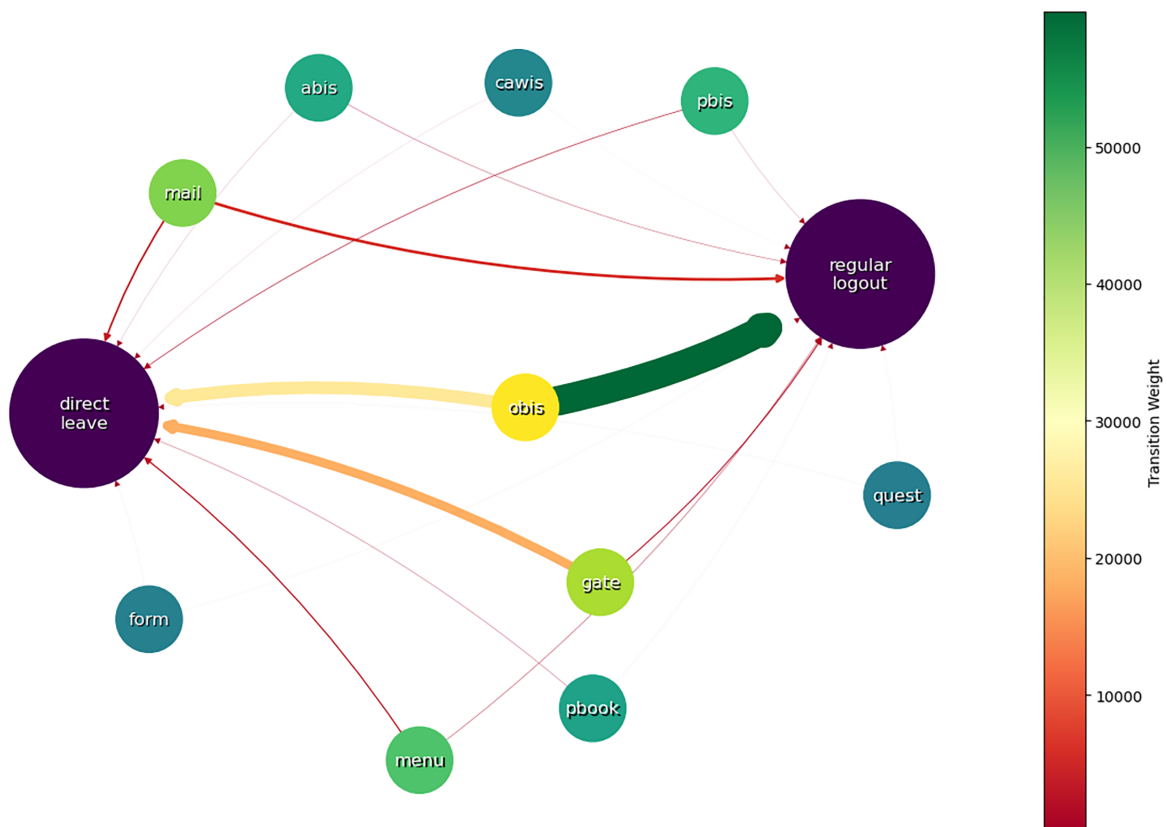 abis
cawis
pbis
mail
regular
logout
direct
leave
obis
quest
gate
form
pbook
menu
50000
40000
30000
20000
10000
Transition Weight